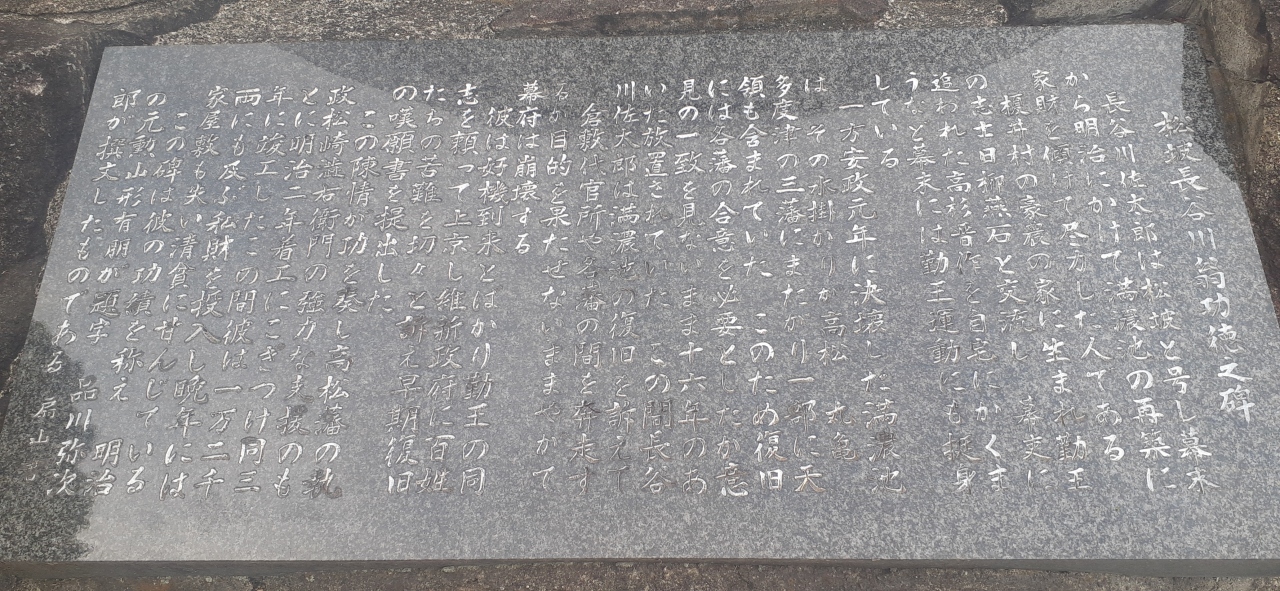 松坡長谷川翁功徳之碑
長谷川佐太郎は松坡と号し幕末
から明治にかけて満濃池の再築に
家財を傾けて尽力した人である
榎井村の豪農の家に生まれ勤王
の志士日柳燕石と交流し 幕吏に
追われた高杉晋作を自宅にかくま
うなど幕末には勤王運動にも挺身
している
一方安政元年に決壊した満濃池
は その水掛かりが高松 丸亀
多度津の三藩にまたがり一部に天
領も含まれていた このため復旧
には各藩の合意を必要としたが意
見の一致を見ないまま十六年のあ
いだ放置されていた この間長谷
川佐太郎は満濃池の復旧を訴えて
倉敷代官所や各藩の間を奔走す
るが目的を果たせないままやがて
幕府は崩壊する
彼は好機到来とばかり勤王の同
志を頼って上京し維新政府に百姓
たちの苦難を切々と訴え早期復旧
の嘆願書を提出した
この陳情が功を奏し高松藩の執
政松崎渋右衛門の強力な支援のも
とに明治二年着工にこぎつけ同三
年に竣工したこの間彼は一万二千
両にも及ぶ私財を投入し晩年には
家屋敷も失い清貧に甘んじている
この碑は彼の功績を称え 明治
の元勲山形有朋が題字 品川弥次
郎が撰文したものである